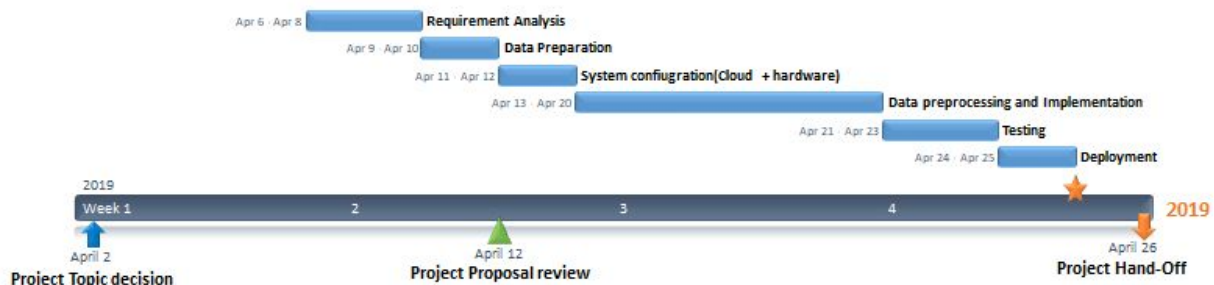 Apr 6 - Apr 8 Requirement Analysis
Apr 9 - Apr 10 Data Preparation
Apr 11 - Apr 12 System confiugration(Cloud + hardware)
Apr 13 - Apr 20 Data preprocessing and Implementation
Apr 21 - Apr 23 Testing
Apr 24 - Apr 25 Deployment
2019
Week 1 2 3 4 2019
April 2 April 12 April 26
Project Topic decision Project Proposal review Project Hand-Off